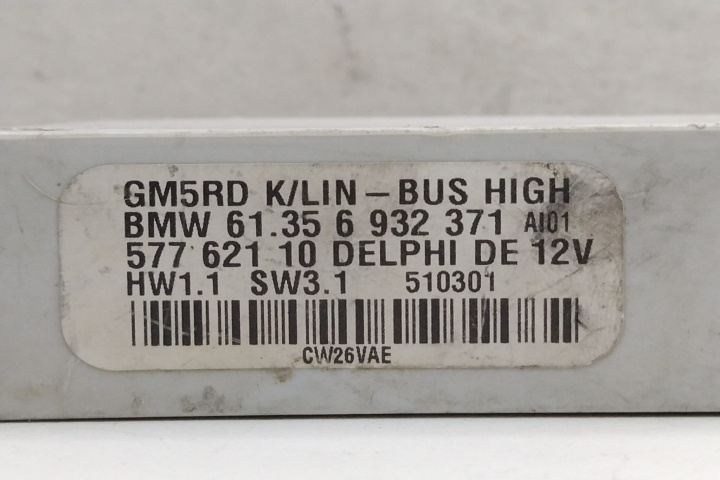 GM5RD K/LIN – BUS HIGH
BMW 61.35 6 932 371 AI01
577 621 10 DELPHI DE 12V
HW1.1 SW3.1 510301
CW26VAE